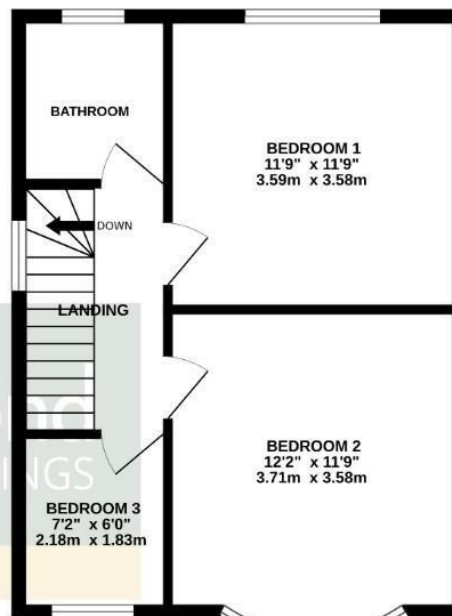 BATHROOM
BEDROOM 1
11'9" x 11'9"
3.59m x 3.58m
DOWN
LANDING
BEDROOM 2
12'2" x 11'9"
3.71m x 3.58m
BEDROOM 3
7'2" x 6'0"
2.18m x 1.83m